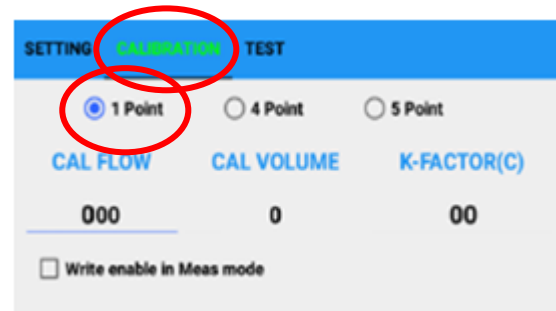 SETTING CALIBRATION TEST
1 Point 4 Point 5 Point
CAL FLOW CAL VOLUME K-FACTOR(C)
000 0 00
Write enable in Meas mode